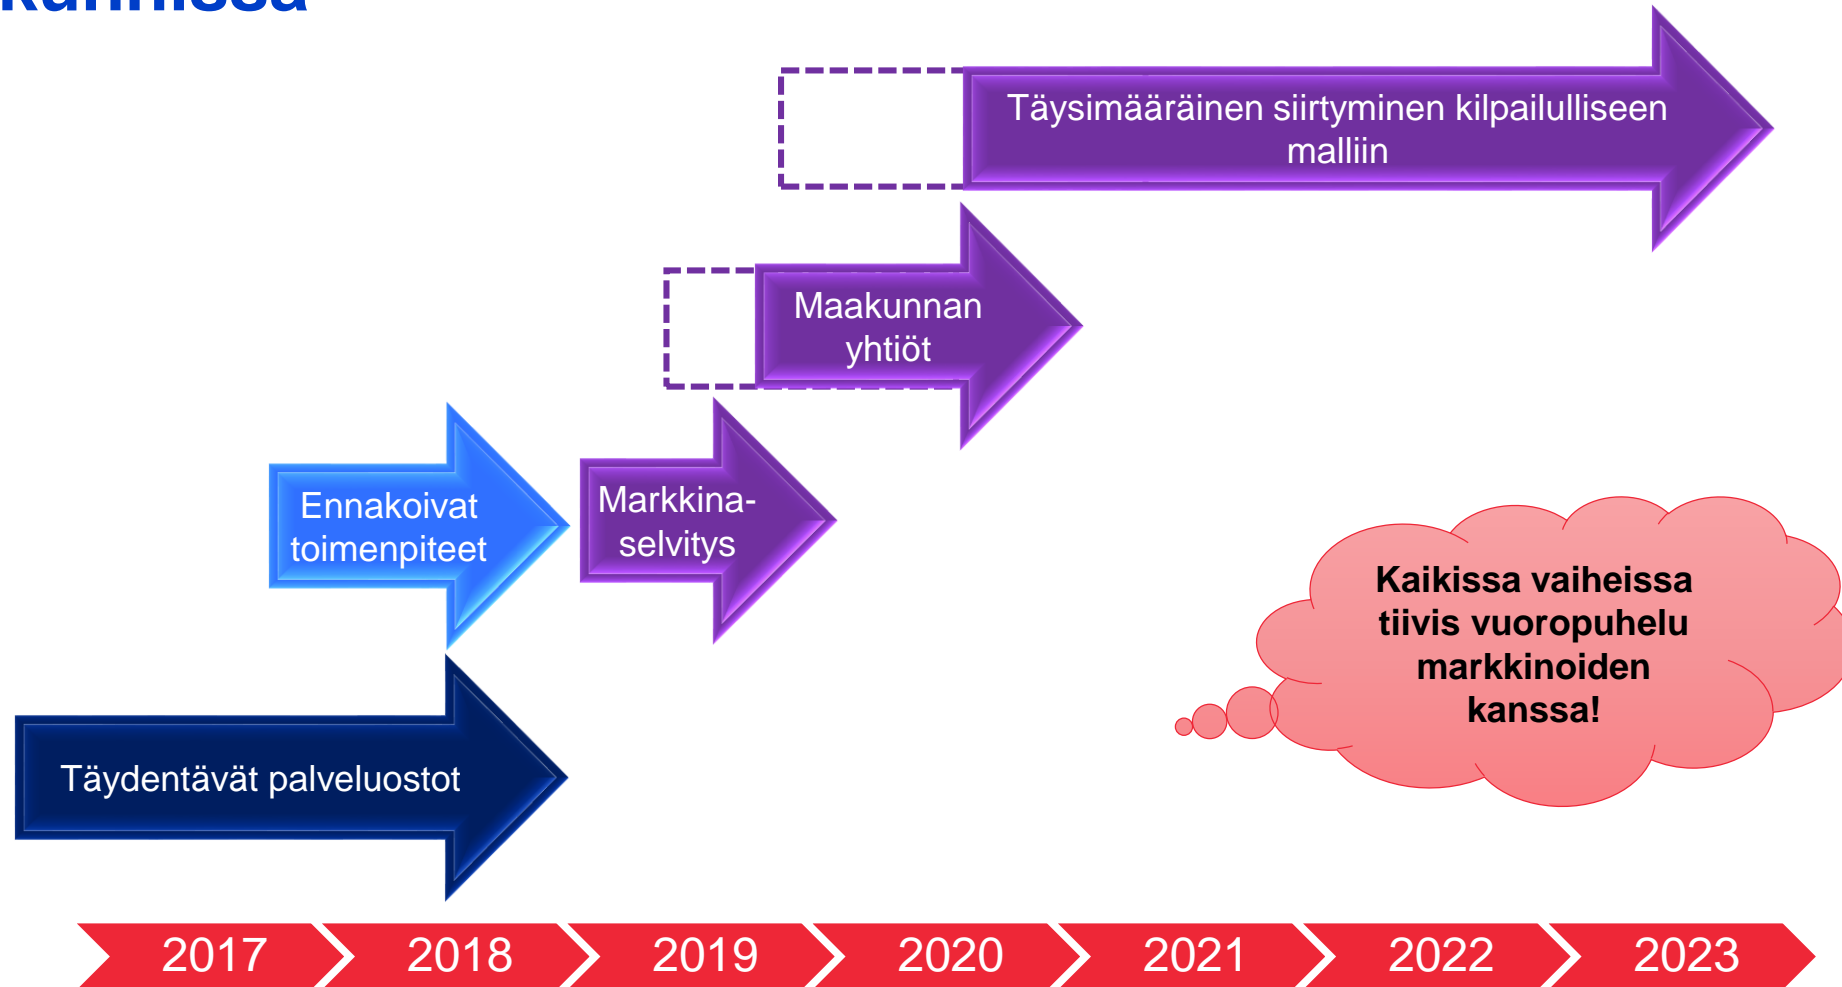 Täysimääräinen siirtyminen kilpailulliseen
malliin
Maakunnan
yhtiöt
Ennakoivat
toimenpiteet
Markkina-
selvitys
Kaikissa vaiheissa
tiivis vuoropuhelu
markkinoiden
kanssa!
Täydentävät palveluostot
2017 2018 2019 2020 2021 2022 2023